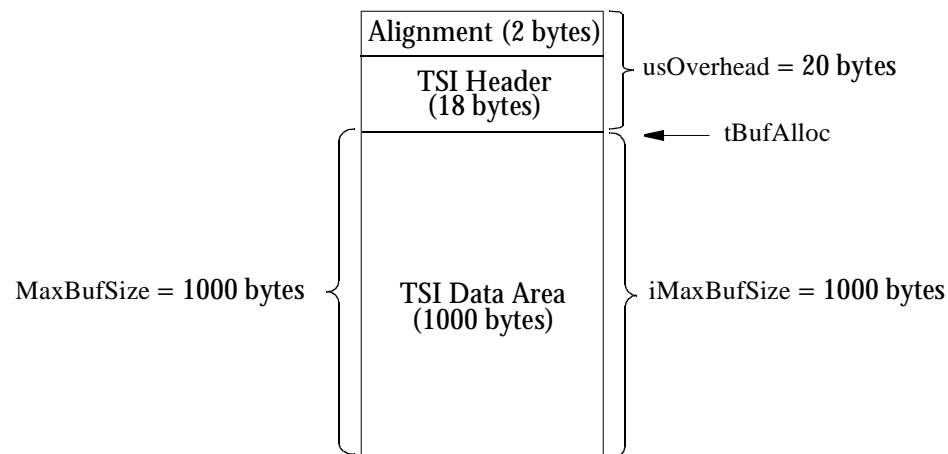 Alignment (2 bytes)
usOverhead = 20 bytes
TSI Header
(18 bytes)
tBufAlloc
MaxBufSize = 1000 bytes
TSI Data Area
(1000 bytes)
iMaxBufSize = 1000 bytes